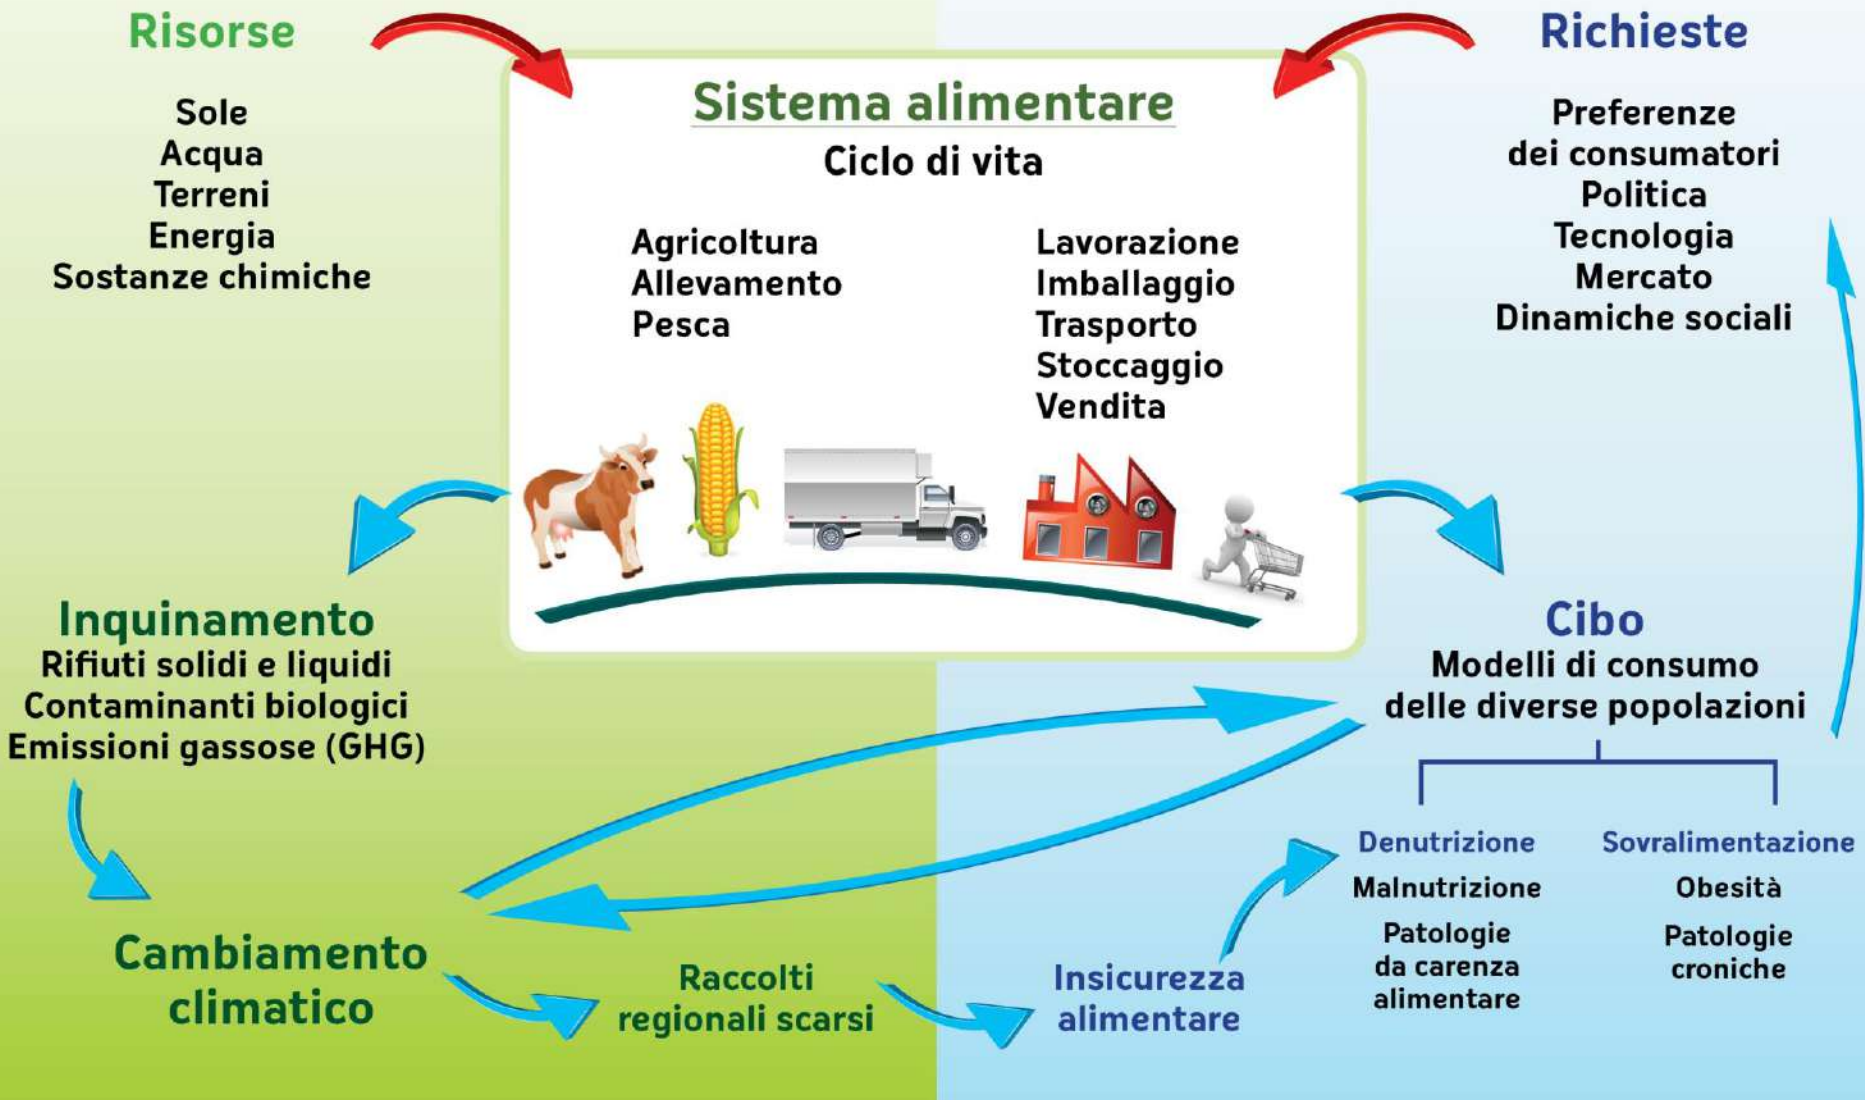 Risorse
Sole
Acqua
Terreni
Energia
Sostanze chimiche
Sistema alimentare
Ciclo di vita
Agricoltura
Allevamento
Pesca
Lavorazione
Imballaggio
Trasporto
Stoccaggio
Vendita
Richieste
Preferenze
dei consumatori
Politica
Tecnologia
Mercato
Dinamiche sociali
Inquinamento
Rifiuti solidi e liquidi
Contaminanti biologici
Emissioni gassose (GHG)
Cibo
Modelli di consumo
delle diverse popolazioni
Denutrizione
Malnutrizione
Patologie
da carenza
alimentare
Sovralimentazione
Obesità
Patologie
croniche
Cambiamento
climatico
Raccolti
regionali scarsi
Insicurezza
alimentare